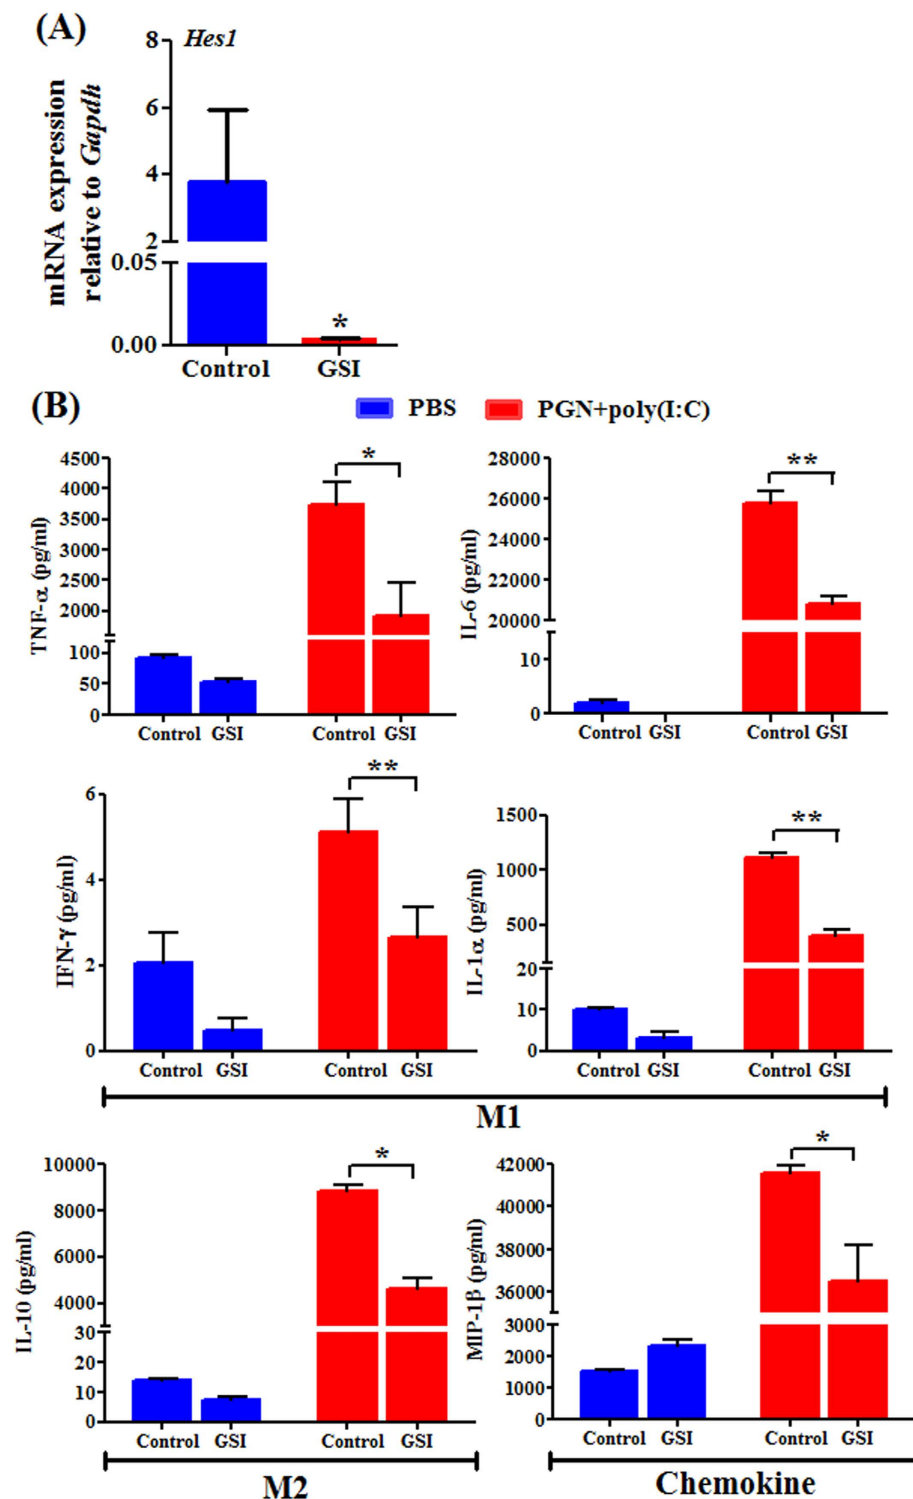 (A)
Hes1
mRNA expression
relative to Gapdh
8
6
4
2
0.05
0.00
*
Control GSI
(B)
PBS PGN+poly(I:C)
TNF-α (pg/ml)
4500
4000
3500
3000
2500
2000
100
50
0
*
Control GSI Control GSI
IL-6 (pg/ml)
28000
26000
24000
22000
20000
10
0
**
Control GSI Control GSI
IFN-γ (pg/ml)
6
4
2
0
**
Control GSI Control GSI
IL-1α (pg/ml)
1500
1000
500
20
10
0
**
Control GSI Control GSI
M1
IL-10 (pg/ml)
10000
8000
6000
4000
30
20
10
0
*
Control GSI Control GSI
M2
MIP-1β (pg/ml)
42000
41000
38000
36000
3000
2000
1000
0
*
Control GSI Control GSI
Chemokine